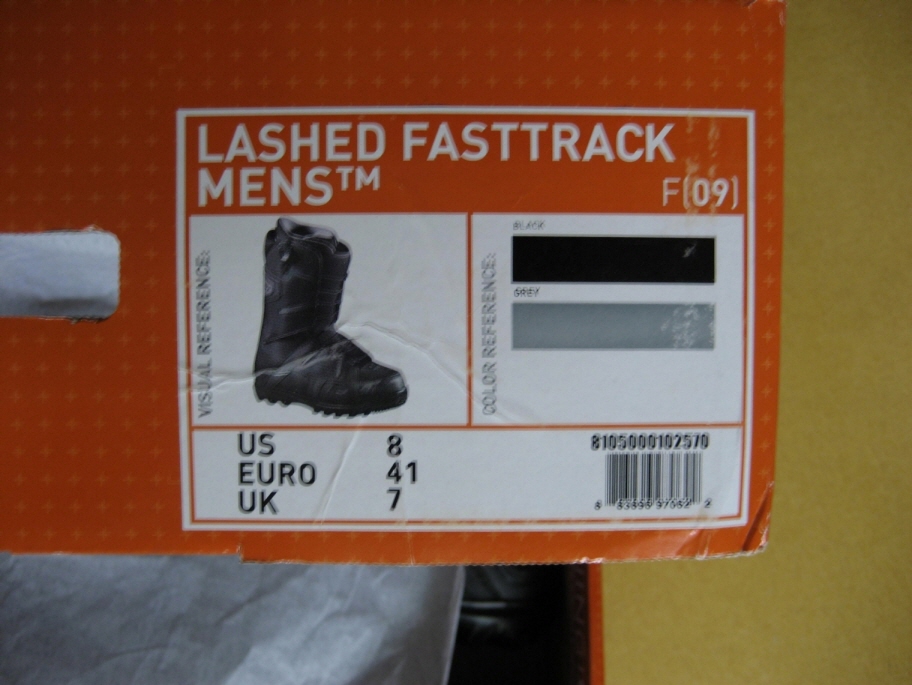 LASHED FASTTRACK
MENS™
F(09)
VISUAL REFERENCE:
COLOR REFERENCE:
BLACK
GREY
US 8
EURO 41
UK 7
8105000102570